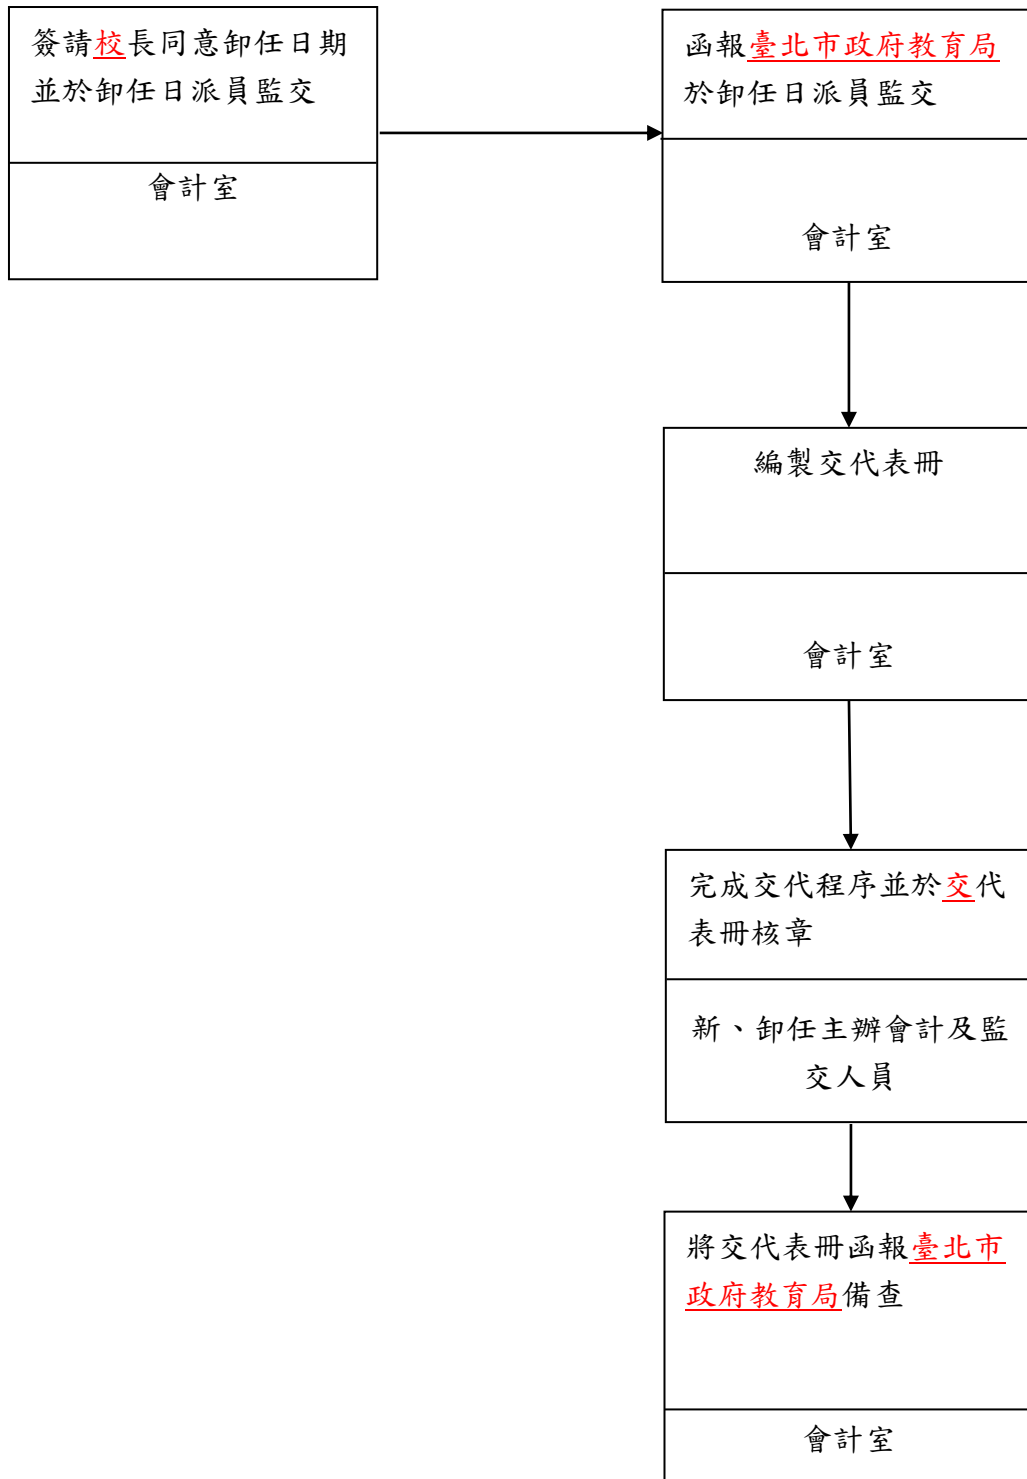 簽請校長同意卸任日期
並於卸任日派員監交
會計室
函報臺北市政府教育局
於卸任日派員監交
會計室
編製交代表冊
會計室
完成交代程序並於交代
表冊核章
新、卸任主辦會計及監
交人員
將交代表冊函報臺北市
政府教育局備查
會計室